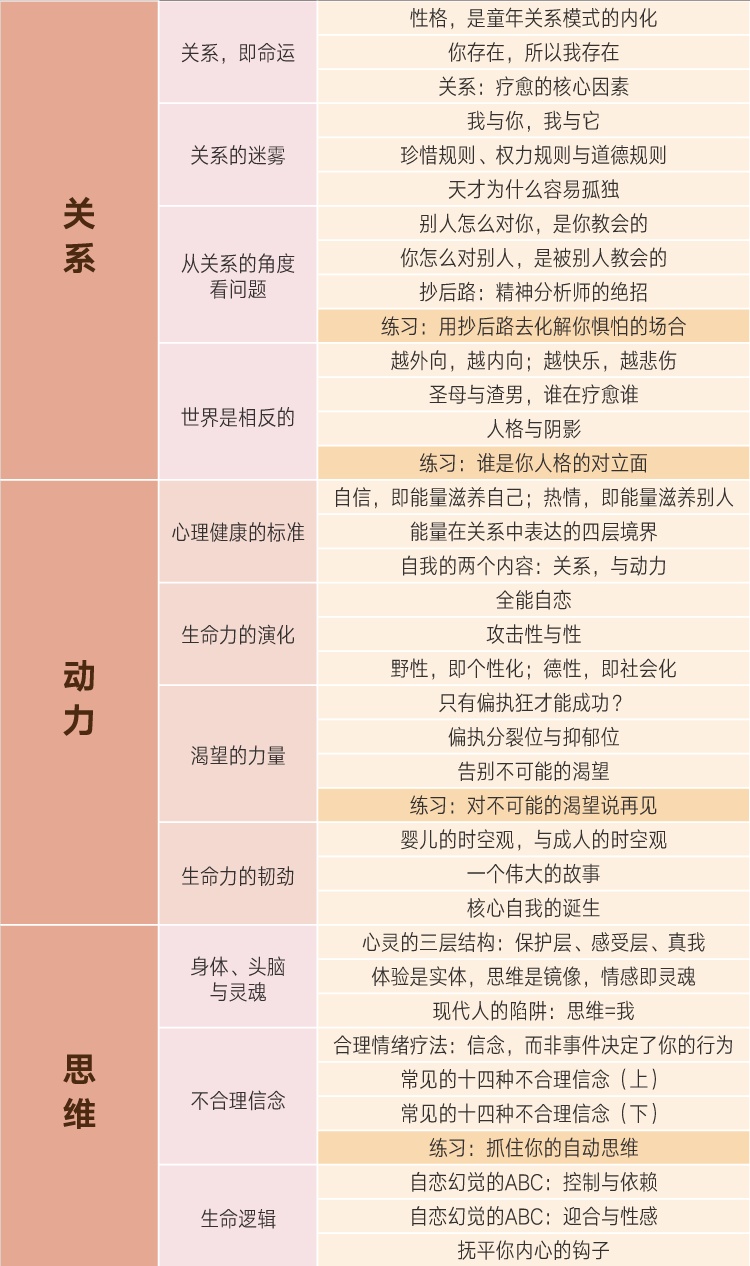 关系
关系，即命运
性格，是童年关系模式的内化
你存在，所以我存在
关系：疗愈的核心因素
关系的迷雾
我与你，我与它
珍惜规则、权力规则与道德规则
天才为什么容易孤独
从关系的角度
看问题
别人怎么对你，是你教会的
你怎么对别人，是被别人教会的
抄后路：精神分析师的绝招
练习：用抄后路去化解你惧怕的场合
世界是相反的
越外向，越内向；越快乐，越悲伤
圣母与渣男，谁在疗愈谁
人格与阴影
练习：谁是你人格的对立面
动力
心理健康的标准
自信，即能量滋养自己；热情，即能量滋养别人
能量在关系中表达的四层境界
自我的两个内容：关系，与动力
生命力的演化
全能自恋
攻击性与性
野性，即个性化；德性，即社会化
渴望的力量
只有偏执狂才能成功？
偏执分裂位与抑郁位
告别不可能的渴望
练习：对不可能的渴望说再见
生命力的韧劲
婴儿的时空观，与成人的时空观
一个伟大的故事
核心自我的诞生
思维
身体、头脑
与灵魂
心灵的三层结构：保护层、感受层、真我
体验是实体，思维是镜像，情感即灵魂
现代人的陷阱：思维=我
不合理信念
合理情绪疗法：信念，而非事件决定了你的行为
常见的十四种不合理信念（上）
常见的十四种不合理信念（下）
练习：抓住你的自动思维
生命逻辑
自恋幻觉的ABC：控制与依赖
自恋幻觉的ABC：迎合与性感
抚平你内心的钩子